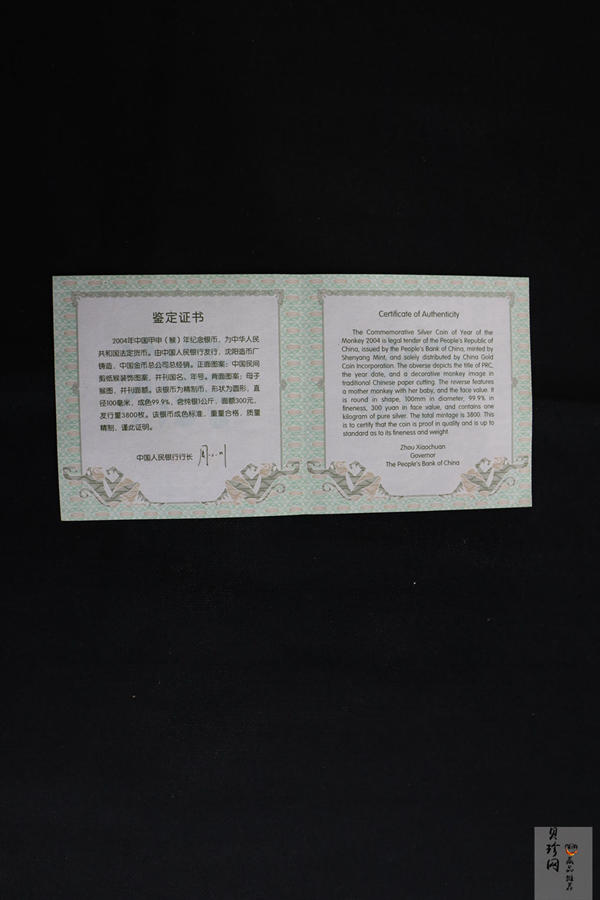 鉴定证书
2004年中国甲申（猴）年纪念银币，为中华人民
共和国法定货币。由中国人民银行发行，沈阳造币厂
铸造，中国金币总公司总经销。正面图案：中国民间
剪纸猴装饰图案，并刊国名、年号。背面图案：母子
猴图，并刊面额。该银币为精制币，形状为圆形，直
径100毫米，成色99.9%，含纯银1公斤，面额300元，
发行量3800枚。该银币成色标准，重量合格，质量
精制，谨此证明。
中国人民银行行长
Certificate of Authenticity
The Commemorative Silver Coin of Year of the
Monkey 2004 is legal tender of the People's Republic of
China, issued by the People's Bank of China, minted by
Shenyang Mint, and solely distributed by China Gold
Coin Incorporation. The obverse depicts the title of PRC,
the year date, and a decorative monkey image in
traditional Chinese paper cutting. The reverse features
a mother monkey with her baby, and the face value. It
is round in shape, 100mm in diameter, 99.9% in
fineness, 300 yuan in face value, and contains one
kilogram of pure silver. The total mintage is 3800. This
is to certify that the coin is proof in quality and is up to
standard as to its fineness and weight.
Zhou Xiaochuan
Governor
The People's Bank of China
贝珍网
藏品推荐